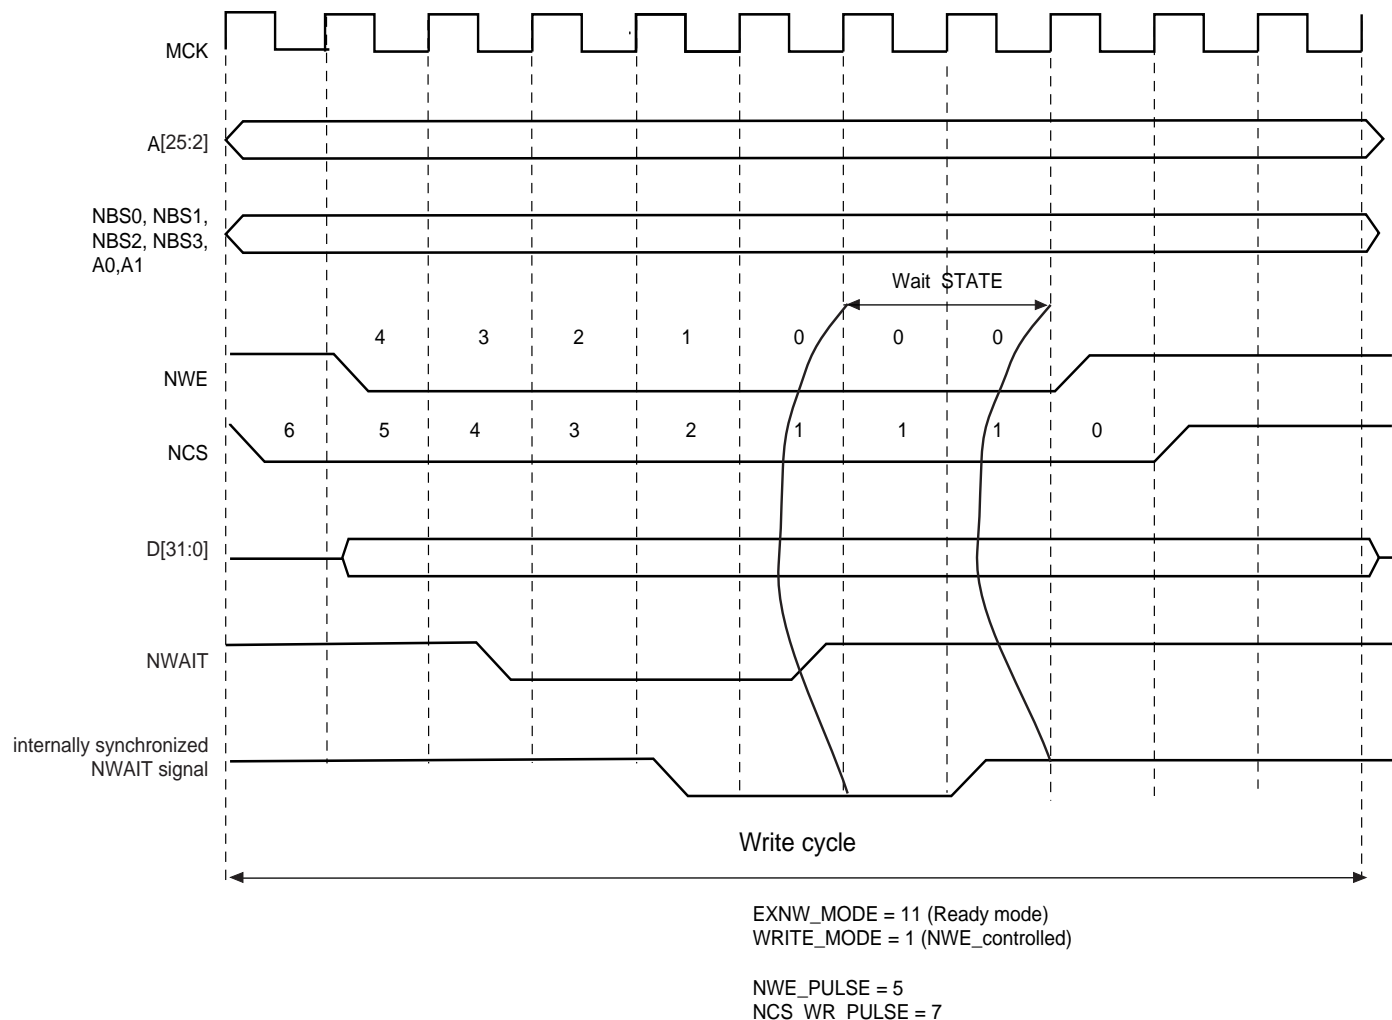 MCK
A[25:2]
NBS0, NBS1,
NBS2, NBS3,
A0,A1
Wait STATE
4 3 2 1 0 0 0
NWE
6 5 4 3 2 1 1 1 0
NCS
D[31:0]
NWAIT
internally synchronized
NWAIT signal
Write cycle
EXNW_MODE = 11 (Ready mode)
WRITE_MODE = 1 (NWE_controlled)
NWE_PULSE = 5
NCS_WR_PULSE = 7